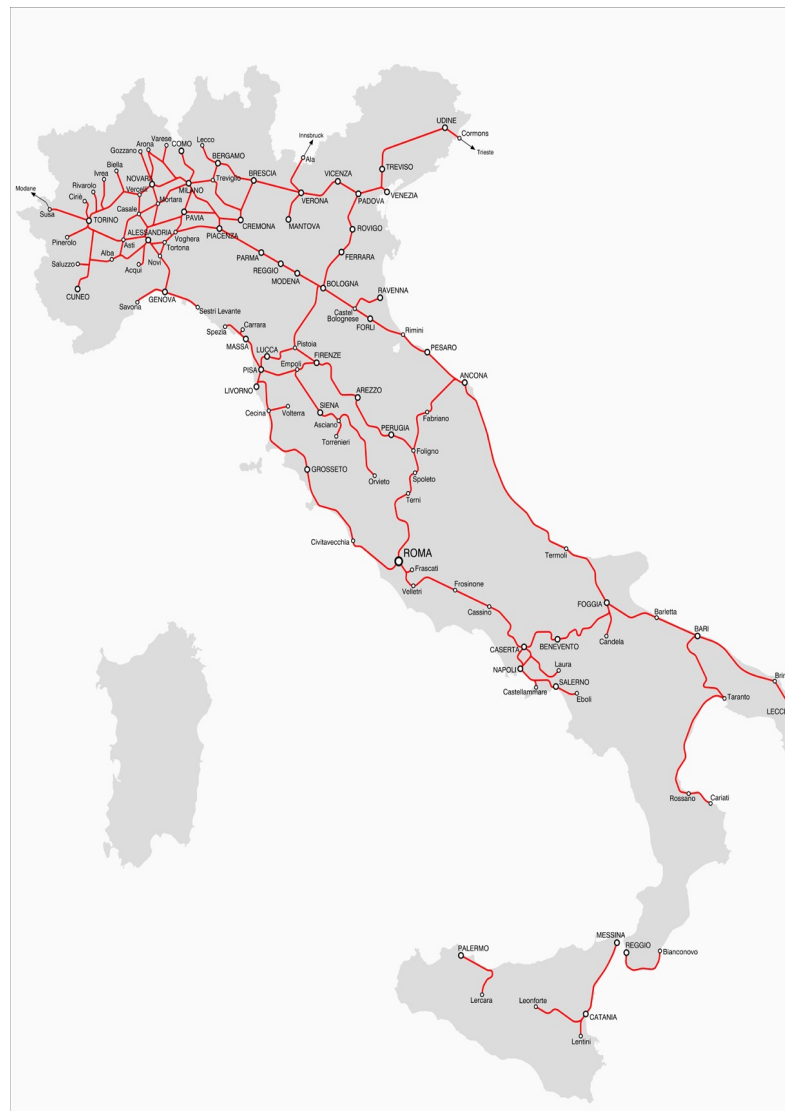 Innsbruck
UDINE
Cormons
Trieste
Lecco
Varese
Arona
COMO
Gozzano
BERGAMO
Ala
TREVISO
Biella
Ivrea
BRESCIA
VICENZA
Treviglio
NOVARA
MILANO
Rivarolo
Vercelli
Modane
Ciriè
Mortara
VERONA
PADOVA
VENEZIA
Susa
Casale
TORINO
PAVIA
CREMONA
MANTOVA
ROVIGO
ALESSANDRIA
Voghera
PIACENZA
Pinerolo
Asti
Tortona
Alba
Novi
PARMA
FERRARA
Saluzzo
Acqui
REGGIO
MODENA
BOLOGNA
CUNEO
GENOVA
RAVENNA
Savona
Sestri Levante
Castel
Bolognese
FORLI
Spezia
Carrara
Rimini
MASSA
Pistoia
LUCCA
FIRENZE
PESARO
Empoli
PISA
ANCONA
LIVORNO
AREZZO
SIENA
Cecina
Volterra
Fabriano
Asciano
PERUGIA
Torrenieri
Foligno
GROSSETO
Orvieto
Spoleto
Terni
Civitavecchia
ROMA
Termoli
Frascati
Velletri
Frosinone
FOGGIA
Cassino
Barletta
BARI
CASERTA
BENEVENTO
Candela
NAPOLI
Laura
SALERNO
Castellammare
Eboli
Brin
Taranto
LECCE
Rossano
Cariati
MESSINA
REGGIO
PALERMO
Bianconovo
Lercara
Leonforte
CATANIA
Lentini